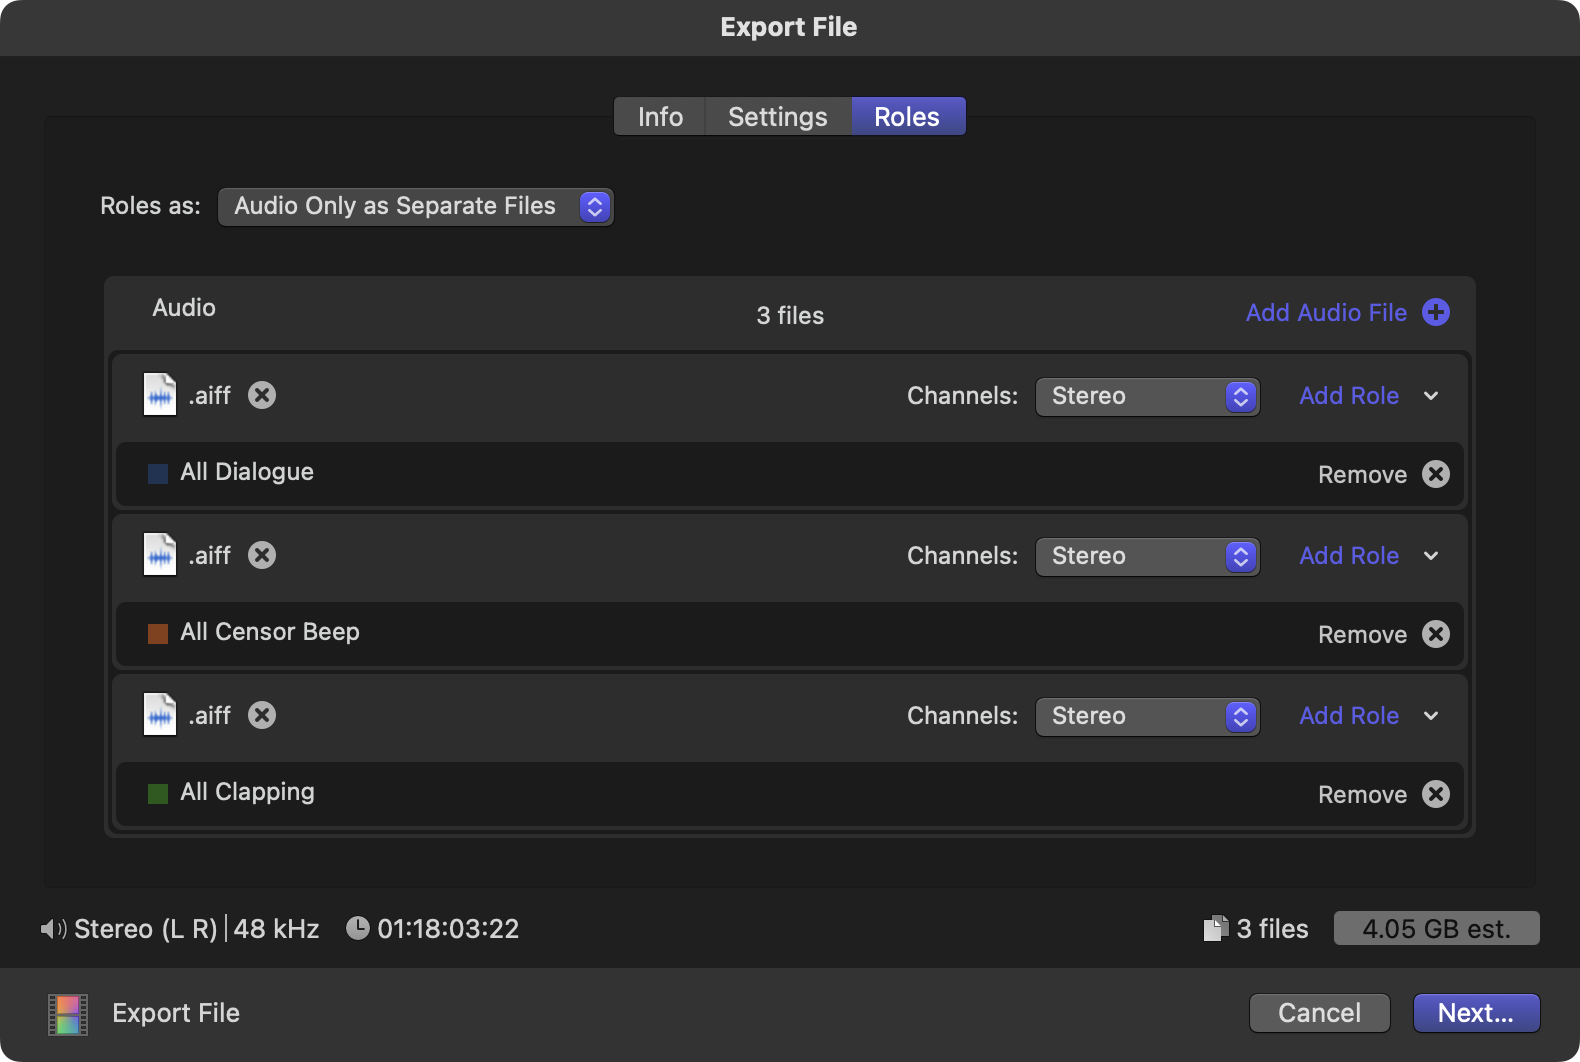 Export File
Info Settings Roles
Roles as: Audio Only as Separate Files
Audio 3 files Add Audio File
.aiff Channels: Stereo Add Role
All Dialogue Remove
.aiff Channels: Stereo Add Role
All Censor Beep Remove
.aiff Channels: Stereo Add Role
All Clapping Remove
Stereo (L R) | 48 kHz 01:18:03:22 3 files 4.05 GB est.
Export File Cancel Next...